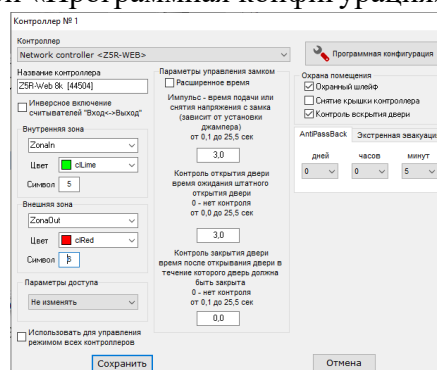 й «Программная конфигурация
Контроллер № 1
Контроллер
Network controller <Z5R-WEB>
Программная конфигурация
Название контроллера
Z5R-Web 8k [44504]
Инверсное включение
считывателей "Вход<->Выход"
Внутренняя зона
ZonaIn
Цвет clLime
Символ 5
Внешняя зона
ZonaOut
Цвет clRed
Символ
Параметры доступа
Не изменять
Использовать для управления
режимом всех контроллеров
Параметры управления замком
Расширенное время
Импульс - время подачи или
снятия напряжения с замка
(зависит от установки
джампера)
от 0,1 до 25,5 сек
3,0
Контроль открытия двери
время ожидания штатного
открытия двери
0 - нет контроля
от 0,0 до 25,5 сек
3,0
Контроль закрытия двери
время после открывания двери в
течение которого дверь должна
быть закрыта
0 - нет контроля
от 0,1 до 25,5 сек
0,0
Охрана помещения
Охранный шлейф
Снятие крышки контроллера
Контроль вскрытия двери
AntiPassBack Экстренная эвакуаци
дней часов минут
0 0 5
Сохранить
Отмена